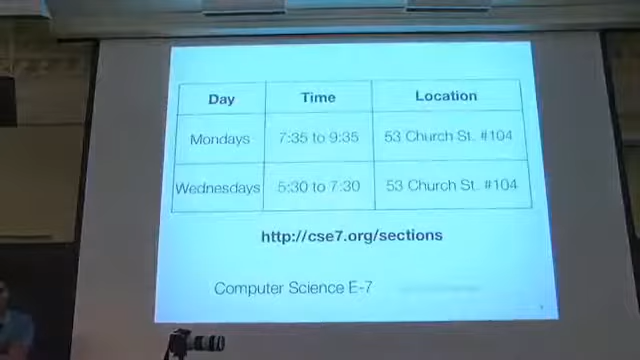 Day Time Location
Mondays 7:35 to 9:35 53 Church St. #104
Wednesdays 5:30 to 7:30 53 Church St. #104
http://cse7.org/sections
Computer Science E-7